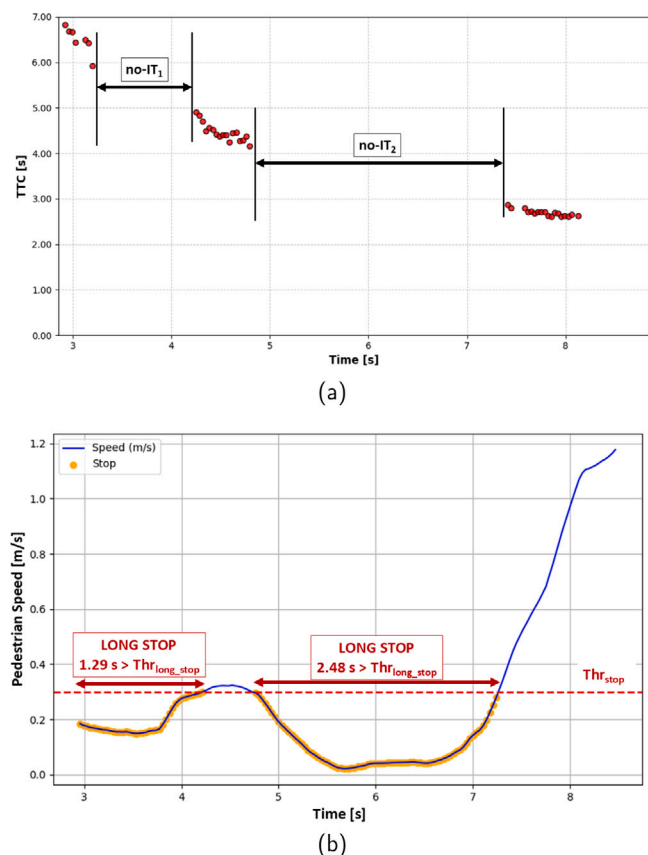 7.00
6.00
5.00
4.00
3.00
2.00
1.00
0.00
TTC [s]
no-IT₁
no-IT₂
3 4 5 6 7 8
Time [s]
(a)
1.2
1.0
0.8
0.6
0.4
0.2
0.0
Pedestrian Speed [m/s]
Speed (m/s)
Stop
LONG STOP
1.29 s > Thr_long_stop
LONG STOP
2.48 s > Thr_long_stop
Thr_stop
3 4 5 6 7 8
Time [s]
(b)